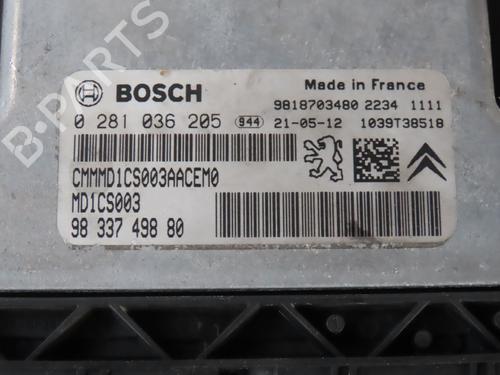 BOSCH
Made in France
9818703480 2234 1111
0 281 036 205 944 21-05-12 1039T38518
CMMMD1CS003AACEM0
MD1CS003
98 337 498 80
B-PARTS